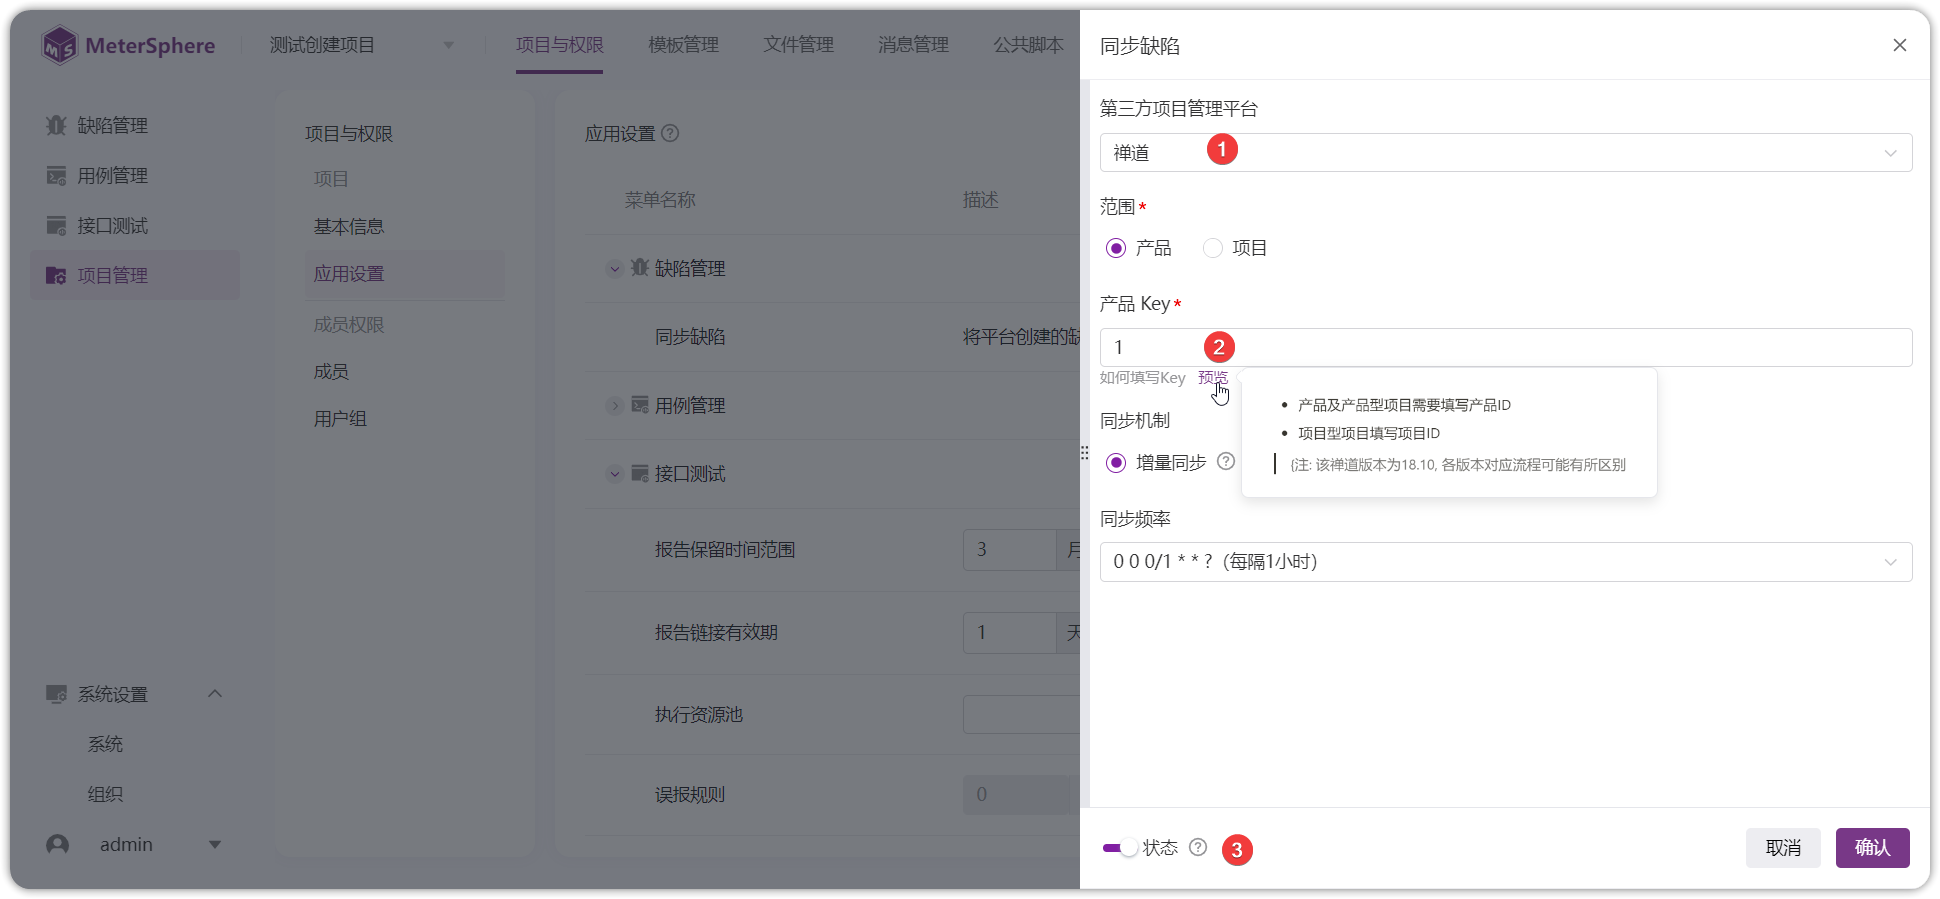 MeterSphere
测试创建项目
项目与权限
模板管理
文件管理
消息管理
公共脚本
缺陷管理
用例管理
接口测试
项目管理
系统设置
系统
组织
admin
项目与权限
项目
基本信息
应用设置
成员权限
成员
用户组
应用设置
菜单名称 描述
缺陷管理
同步缺陷 将平台创建的缺
用例管理
接口测试
报告保留时间范围 3 月
报告链接有效期 1 天
执行资源池
误报规则 0
同步缺陷
第三方项目管理平台
禅道 1
范围*
产品 项目
产品 Key*
1 2
如何填写Key 预览
产品及产品型项目需要填写产品ID
项目型项目填写项目ID
(注: 该禅道版本为18.10, 各版本对应流程可能有所区别
同步机制
增量同步
同步频率
0 0 0/1 * * ?（每隔1小时）
状态 3
取消
确认